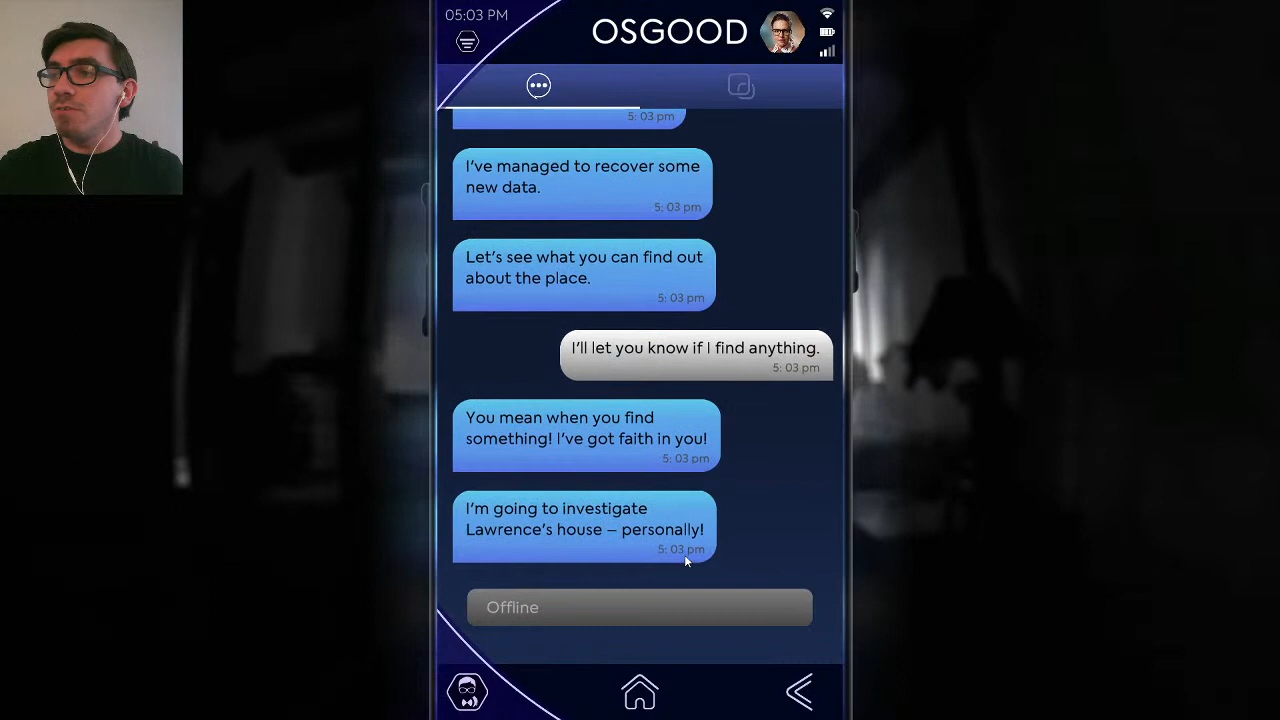 05:03 PM
OSGOOD
5: 03 pm
I've managed to recover some
new data.
5: 03 pm
Let's see what you can find out
about the place.
5: 03 pm
I'll let you know if I find anything.
5: 03 pm
You mean when you find
something! I've got faith in you!
5: 03 pm
I'm going to investigate
Lawrence's house – personally!
5: 03 pm
Offline